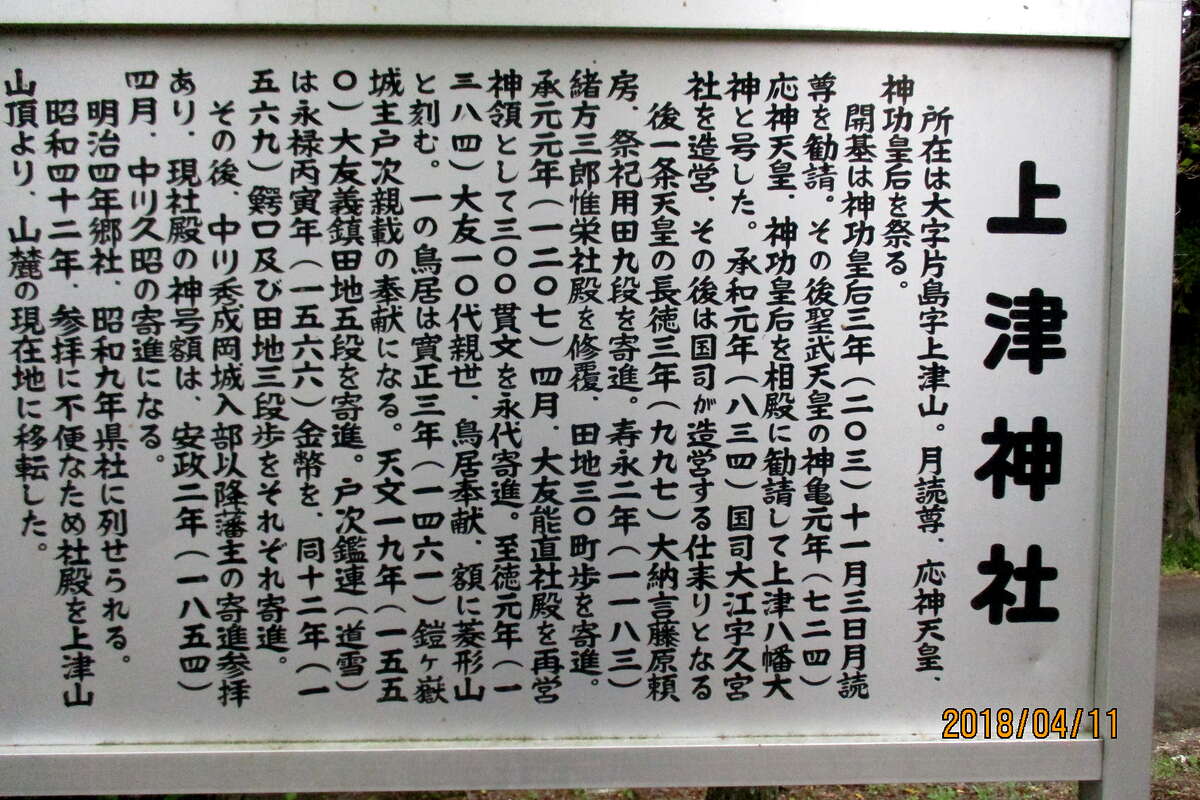 上津神社
所在は大字片島字上津山。月読尊、応神天皇、
神功皇后を祭る。
開基は神功皇后三年（二〇三）十一月三日月読
尊を勧請。その後聖武天皇の神亀元年（七二四）
応神天皇、神功皇后を相殿に勧請して上津八幡大
神と号した。承和元年（八三四）国司大江宇久宮
社を造営、その後は国司が造営する仕来りとなる
後一条天皇の長徳三年（九九七）大納言藤原頼
房、祭祀用田九段を寄進。寿永二年（一一八三）
緒方三郎惟栄社殿を修覆、田地三〇町歩を寄進。
承元元年（一二〇七）四月、大友能直社殿を再営
神領として三〇〇貫文を永代寄進。至徳元年（一
三八四）大友一〇代親世、鳥居奉献、額に菱形山
と刻む。一の鳥居は寛正三年（一四六一）鎧ヶ嶽
城主戸次親載の奉献になる。天文一九年（一五五
〇）大友義鎮田地五段を寄進。戸次鑑連（道雪）
は永禄丙寅年（一五六六）金幣を、同十二年（一
五六九）鰐口及び田地三段歩をそれぞれ寄進。
その後、中川秀成岡城入部以降藩主の寄進参拝
あり、現社殿の神号額は、安政二年（一八五四）
四月、中川久昭の寄進になる。
明治四年郷社、昭和九年県社に列せられる。
昭和四十二年、参拝に不便なため社殿を上津山
山頂より、山麓の現在地に移転した。
2018/04/11